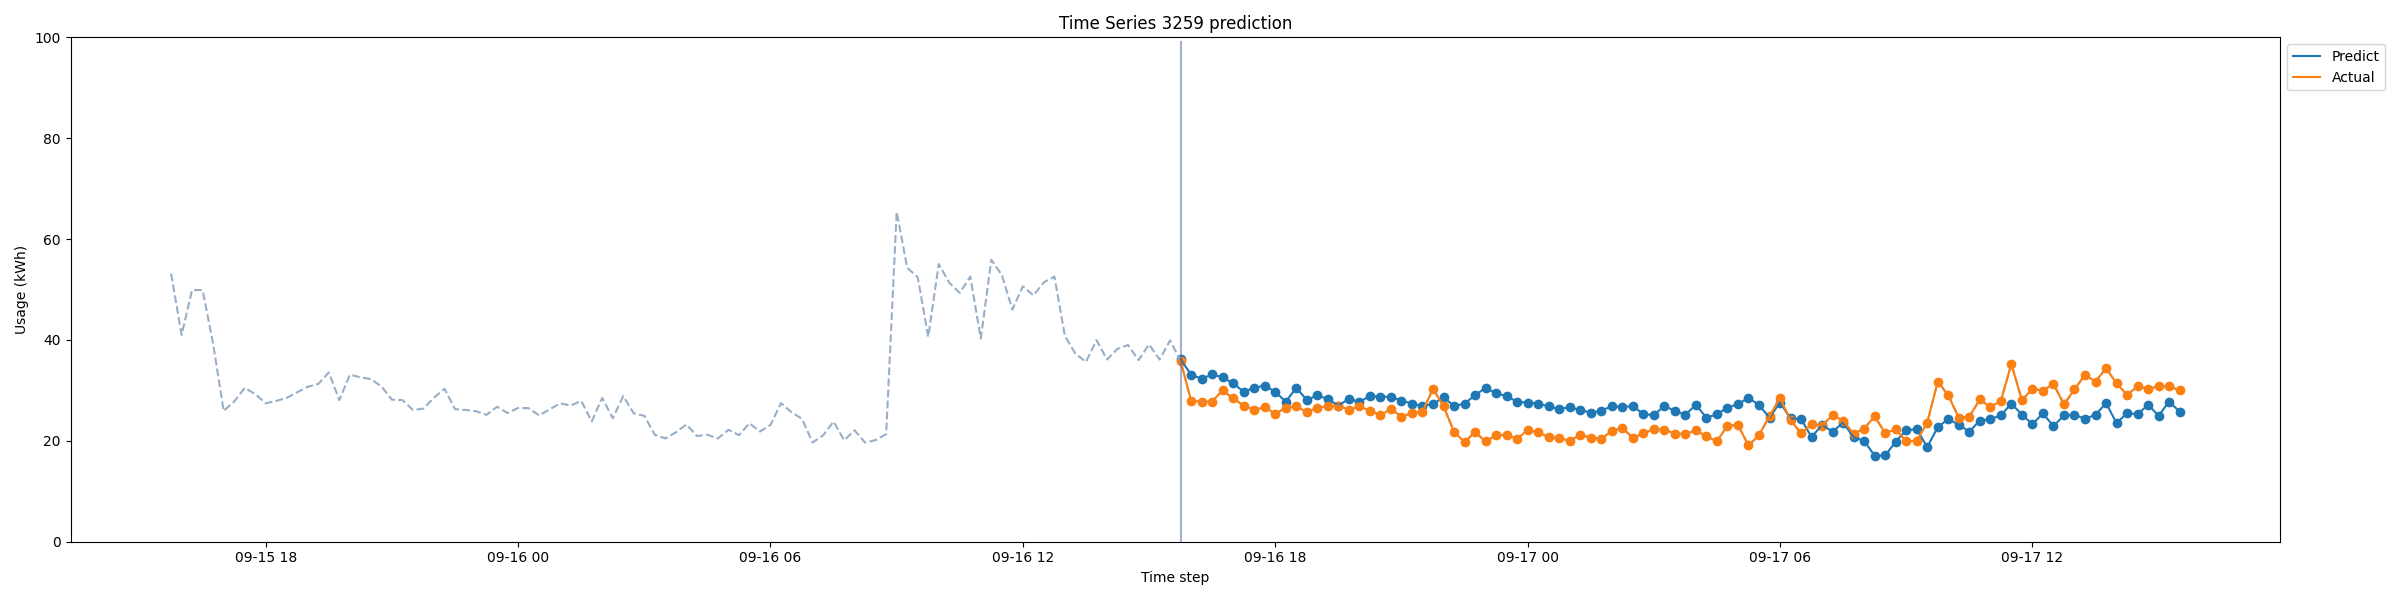 Time Series 3259 prediction
Predict
Actual
Usage (kWh)
100
80
60
40
20
0
09-15 18
09-16 00
09-16 06
09-16 12
09-16 18
09-17 00
09-17 06
09-17 12
Time step